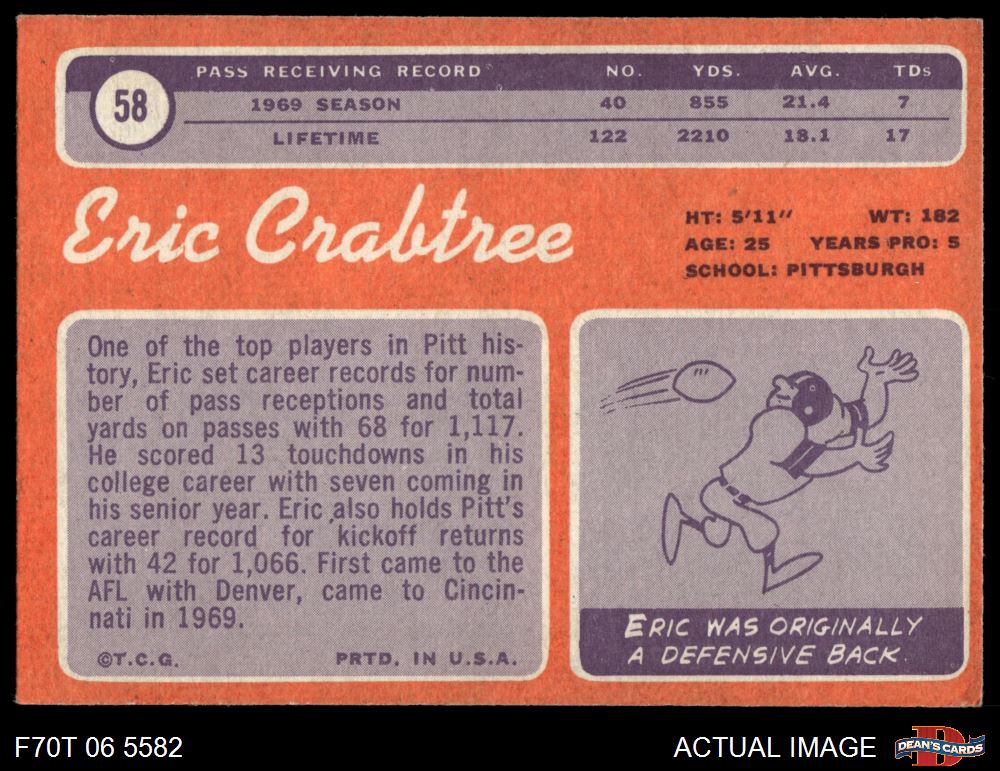 58
PASS RECEIVING RECORD NO. YDS. AVG. TDs
1969 SEASON 40 855 21.4 7
LIFETIME 122 2210 18.1 17
Eric Crabtree
HT: 5'11" WT: 182
AGE: 25 YEARS PRO: 5
SCHOOL: PITTSBURGH
One of the top players in Pitt his-
tory, Eric set career records for num-
ber of pass receptions and total
yards on passes with 68 for 1,117.
He scored 13 touchdowns in his
college career with seven coming in
his senior year. Eric also holds Pitt's
career record for kickoff returns
with 42 for 1,066. First came to the
AFL with Denver, came to Cincin-
nati in 1969.
©T.C.G. PRTD. IN U.S.A.
ERIC WAS ORIGINALLY
A DEFENSIVE BACK.
F70T 06 5582 ACTUAL IMAGE
D
DEAN'S CARDS